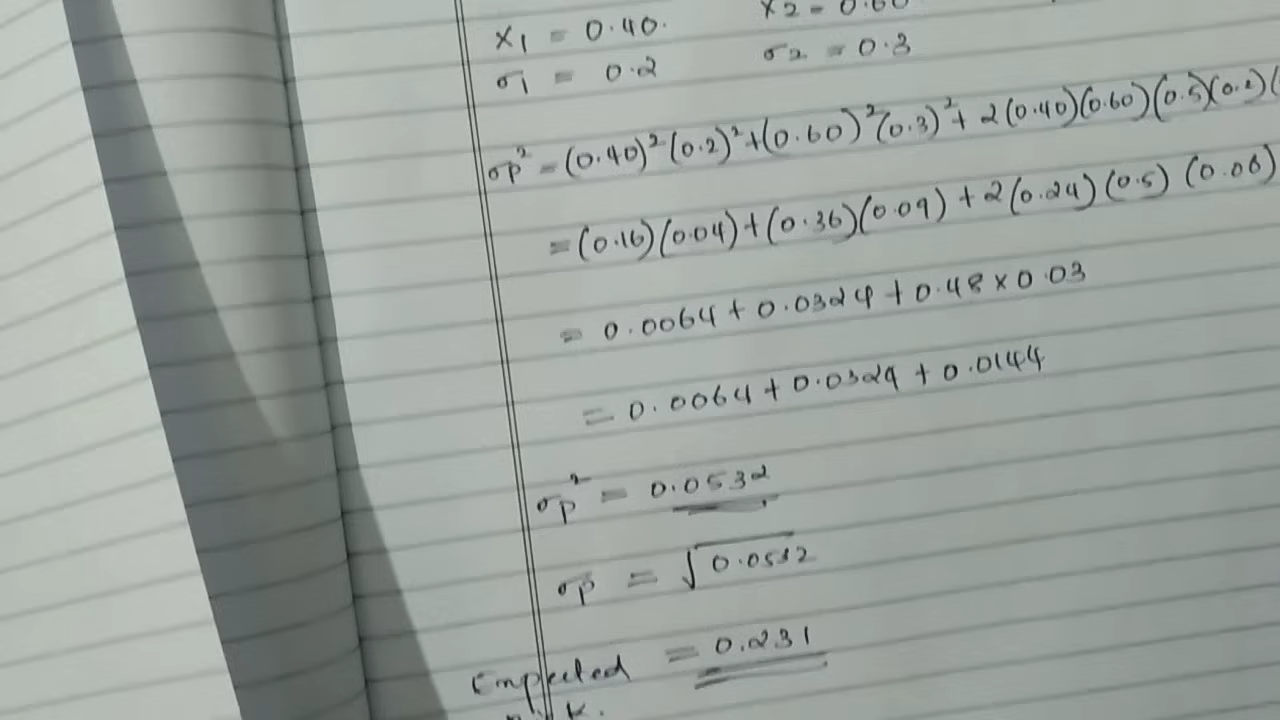 x1 = 0.40. x2 = 0.60
σ1 = 0.2 σ2 = 0.3
σp² = (0.40)²(0.2)² + (0.60)²(0.3)² + 2(0.40)(0.60)(0.5)(0.2)(
= (0.16)(0.04) + (0.36)(0.09) + 2(0.24)(0.5)(0.06)
= 0.0064 + 0.0324 + 0.48 × 0.03
= 0.0064 + 0.0324 + 0.0144
σp² = 0.0532
σp = √0.0532
Expected = 0.231